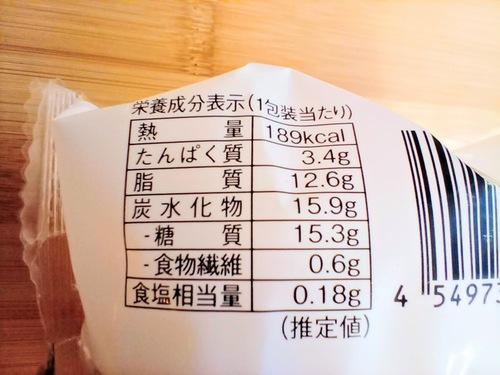 栄養成分表示(1包装当たり)
熱量 189kcal
たんぱく質 3.4g
脂質 12.6g
炭水化物 15.9g
-糖質 15.3g
-食物繊維 0.6g
食塩相当量 0.18g
(推定値)
4 54973